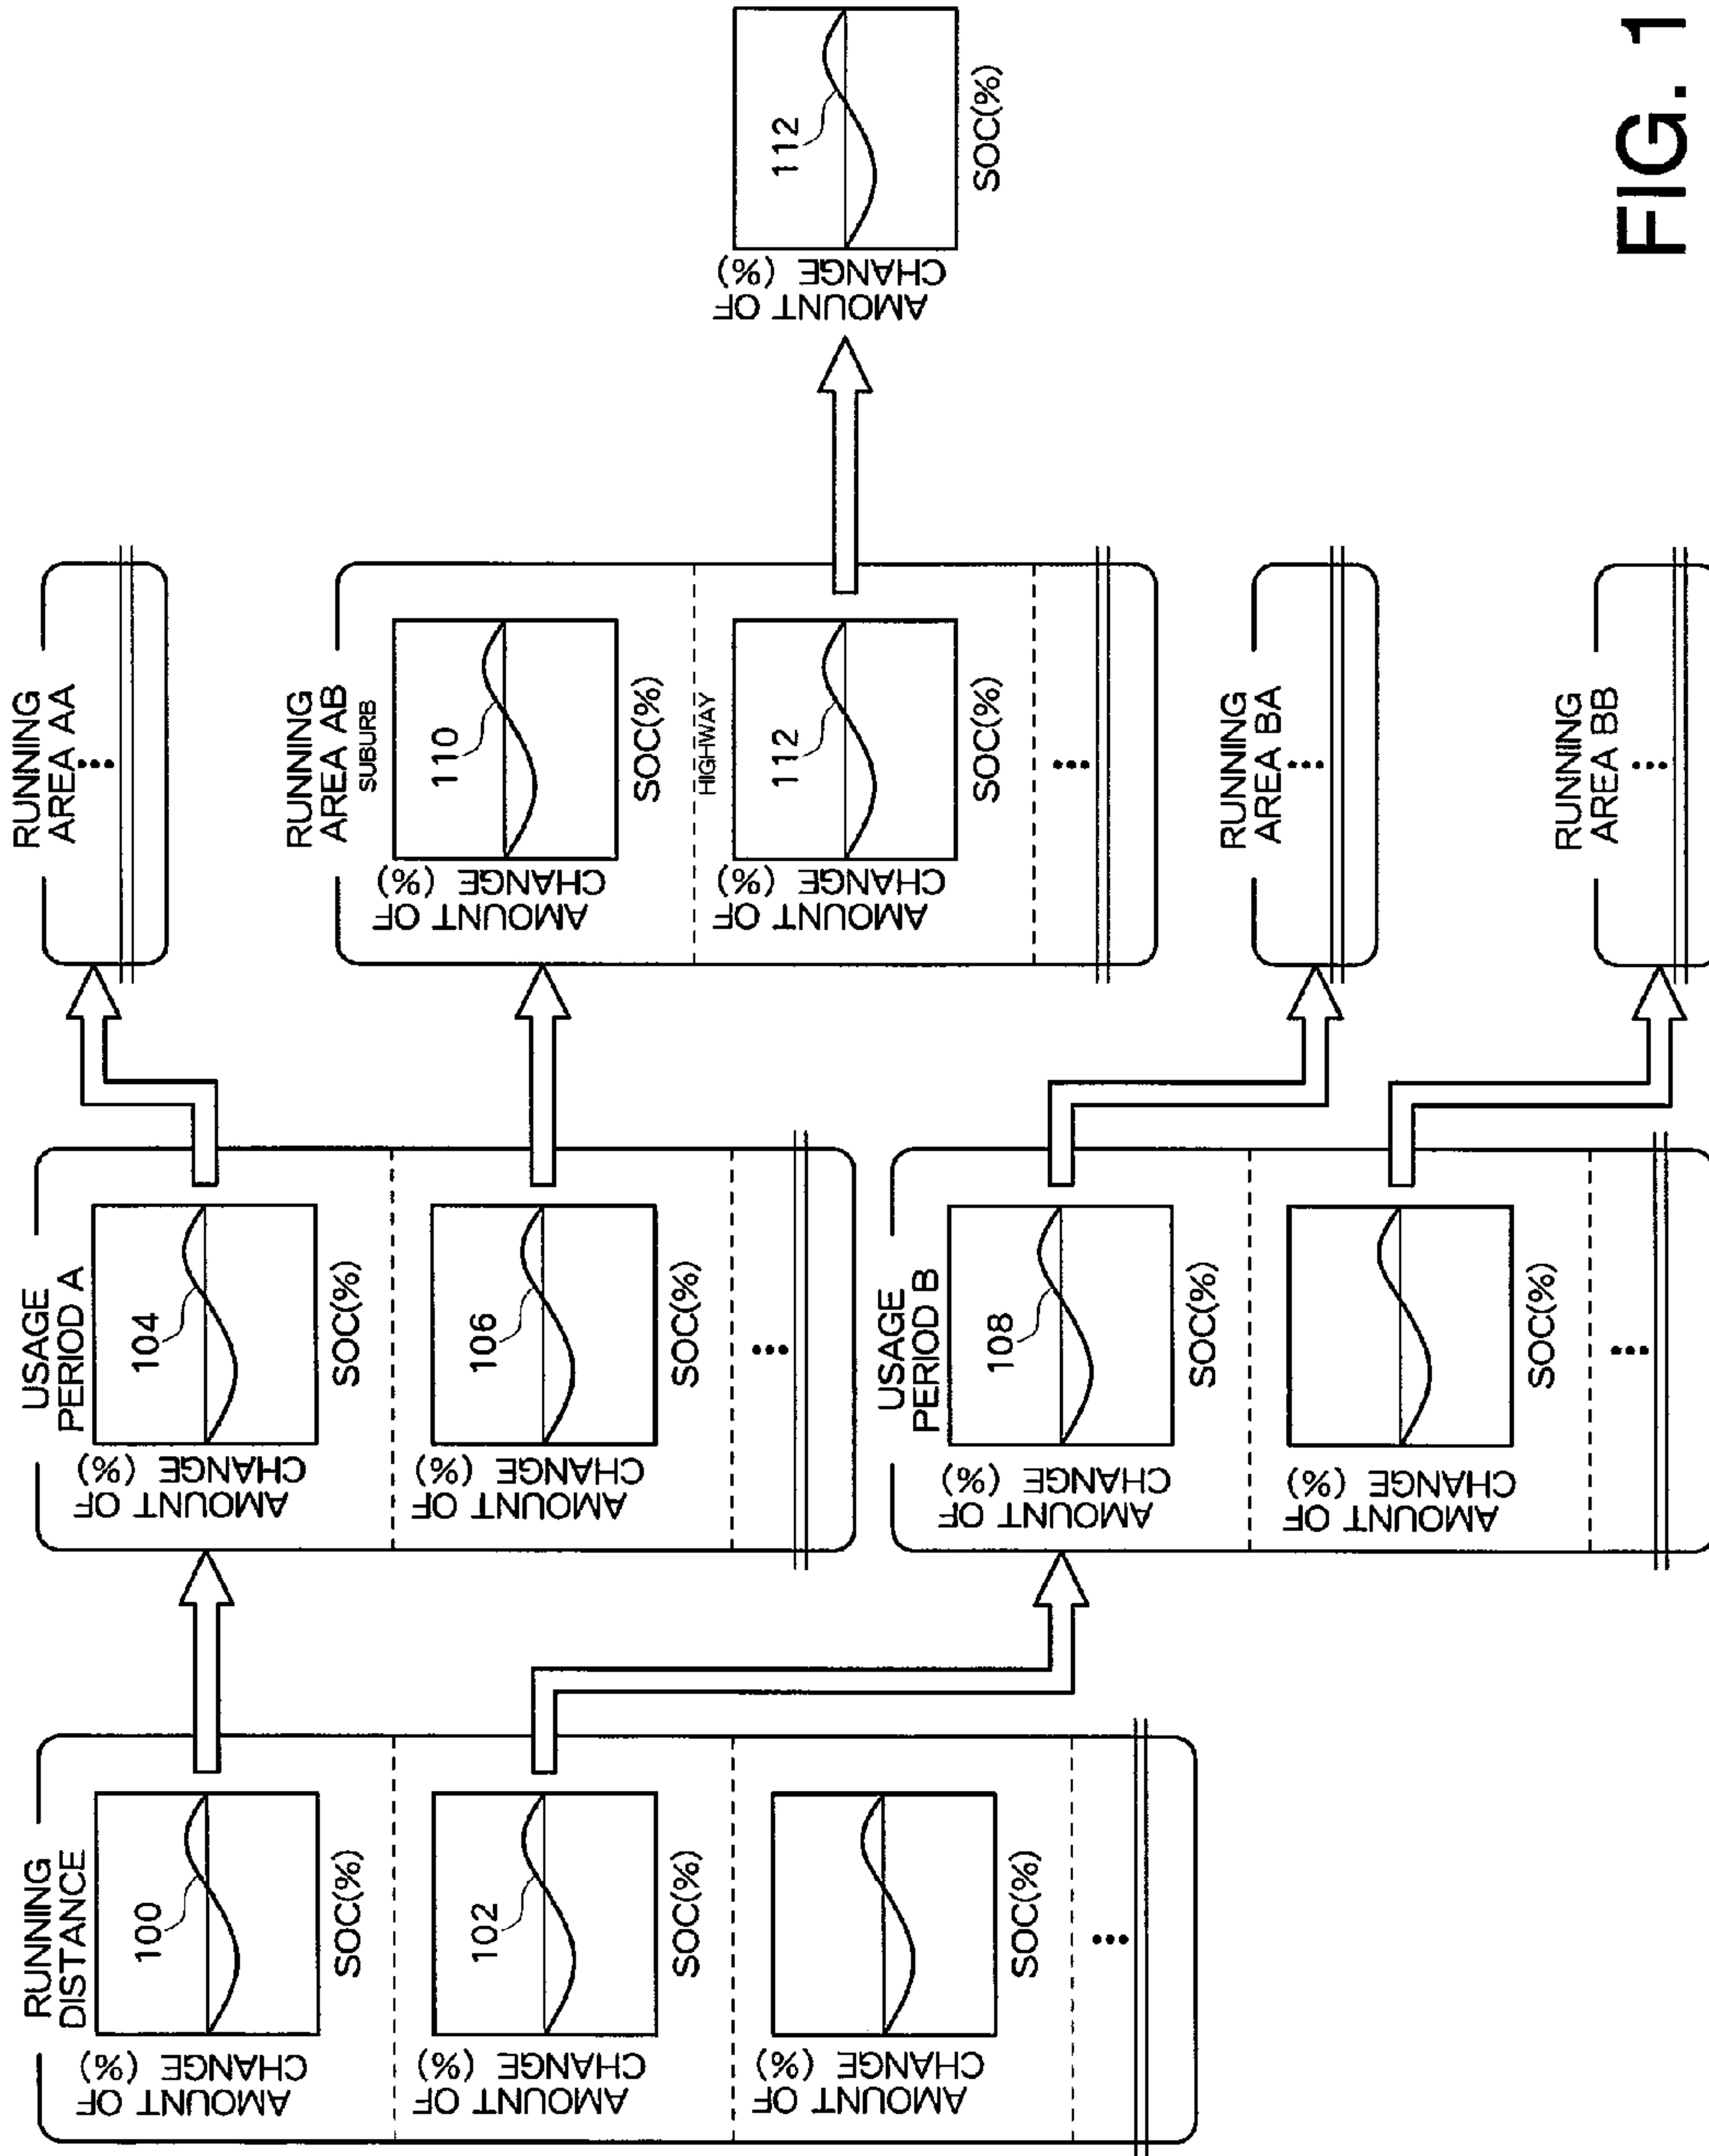 RUNNING
DISTANCE
AMOUNT OF
CHANGE (%)
100
SOC(%)
AMOUNT OF
CHANGE (%)
102
SOC(%)
AMOUNT OF
CHANGE (%)
SOC(%)
USAGE
PERIOD A
AMOUNT OF
CHANGE (%)
104
SOC(%)
AMOUNT OF
CHANGE (%)
106
SOC(%)
USAGE
PERIOD B
AMOUNT OF
CHANGE (%)
108
SOC(%)
AMOUNT OF
CHANGE (%)
SOC(%)
RUNNING
AREA AA
RUNNING
AREA AB
SUBURB
AMOUNT OF
CHANGE (%)
110
SOC(%)
HIGHWAY
AMOUNT OF
CHANGE (%)
112
SOC(%)
RUNNING
AREA BA
RUNNING
AREA BB
AMOUNT OF
CHANGE (%)
112
SOC(%)
FIG. 1